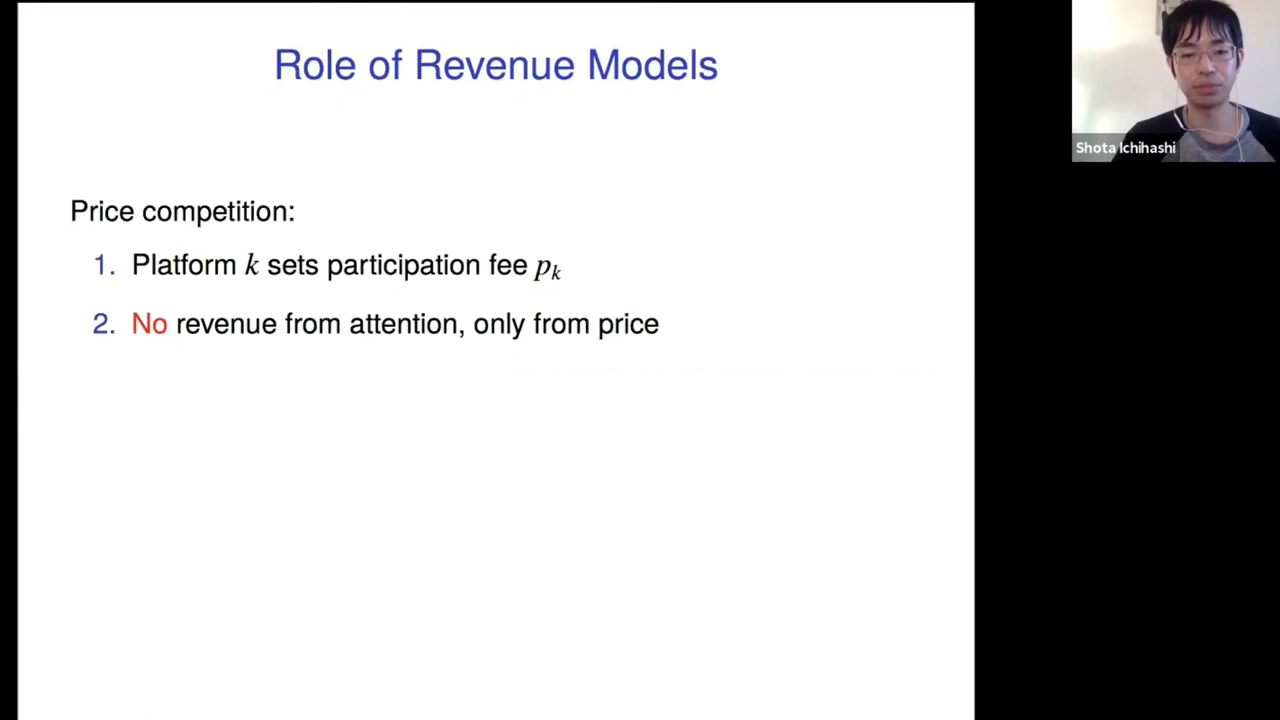 Role of Revenue Models
Shota Ichihashi
Price competition:
1. Platform k sets participation fee pₖ
2. No revenue from attention, only from price